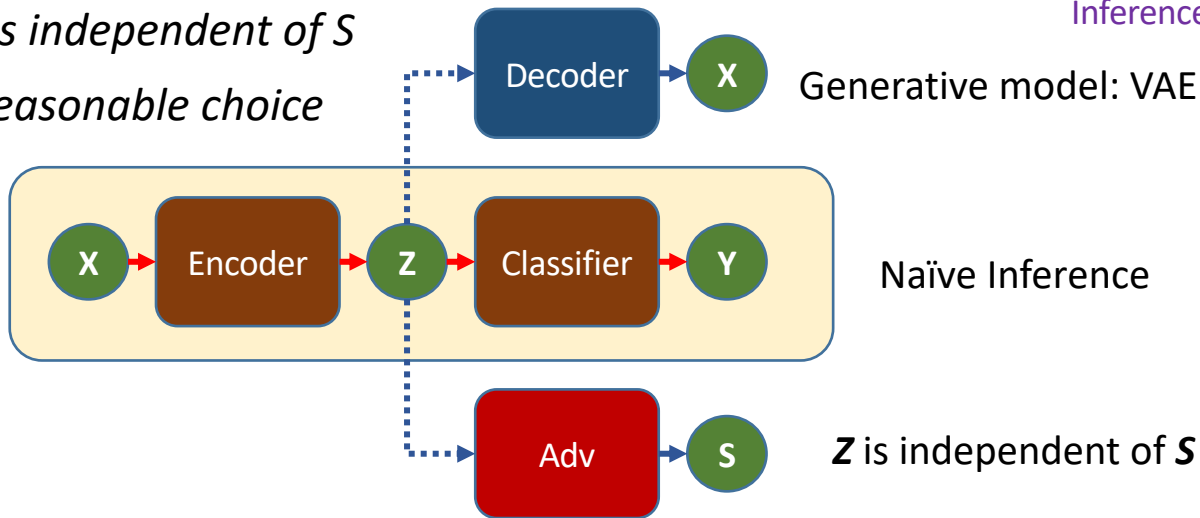 s independent of S
Inference
easonable choice
Decoder
X
Generative model: VAE
X
Encoder
Z
Classifier
Y
Naïve Inference
Adv
S
Z is independent of S